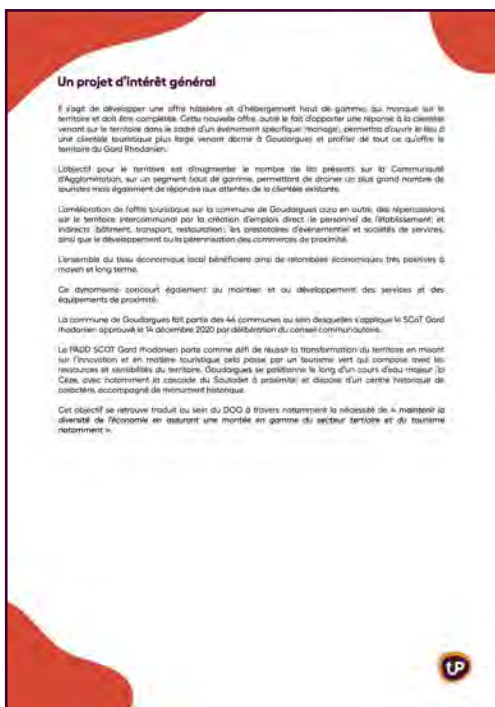 Un projet d'intérêt général
Il s'agit de développer une offre hôtelière et d'hébergement haut de gamme, qui manque sur le
territoire et doit être complétée. Cette nouvelle offre, outre le fait d'apporter une réponse à la clientèle
venant sur le territoire dans le cadre d'un événement spécifique (mariage), permettra d'ouvrir le lieu à
une clientèle touristique plus large venant dormir à Goudargues et profiter de tout ce qu'offre le
territoire du Gard Rhodanien.
L'objectif pour le territoire est d'augmenter le nombre de lits présents sur la Communauté
d'Agglomération, sur un segment haut de gamme, permettant de drainer un plus grand nombre de
touristes mais également de répondre aux attentes de la clientèle existante.
L'amélioration de l'offre touristique sur la commune de Goudargues aura en outre, des répercussions
sur le territoire intercommunal par la création d'emplois direct (le personnel de l'établissement) et
indirects (bâtiment, transport, restauration), les prestataires d'événementiel et sociétés de services,
ainsi que le développement ou la pérennisation des commerces de proximité.
L'ensemble du tissu économique local bénéficiera ainsi de retombées économiques très positives à
moyen et long terme.
Ce dynamisme concourt également au maintien et au développement des services et des
équipements de proximité.
La commune de Goudargues fait partie des 44 communes au sein desquelles s'applique le SCoT Gard
rhodanien approuvé le 14 décembre 2020 par délibération du conseil communautaire.
Le PADD SCOT Gard rhodanien porte comme défi de réussir la transformation du territoire en misant
sur l'innovation et en matière touristique cela passe par un tourisme vert qui compose avec les
ressources et sensibilités du territoire. Goudargues se positionne le long d'un cours d'eau majeur (la
Cèze, avec notamment la cascade du Sautadet à proximité) et dispose d'un centre historique de
caractère, accompagné de monument historique.
Cet objectif se retrouve traduit au sein du DOO à travers notamment la nécessité de « maintenir la
diversité de l'économie en assurant une montée en gamme du secteur tertiaire et du tourisme
notamment ».
tP